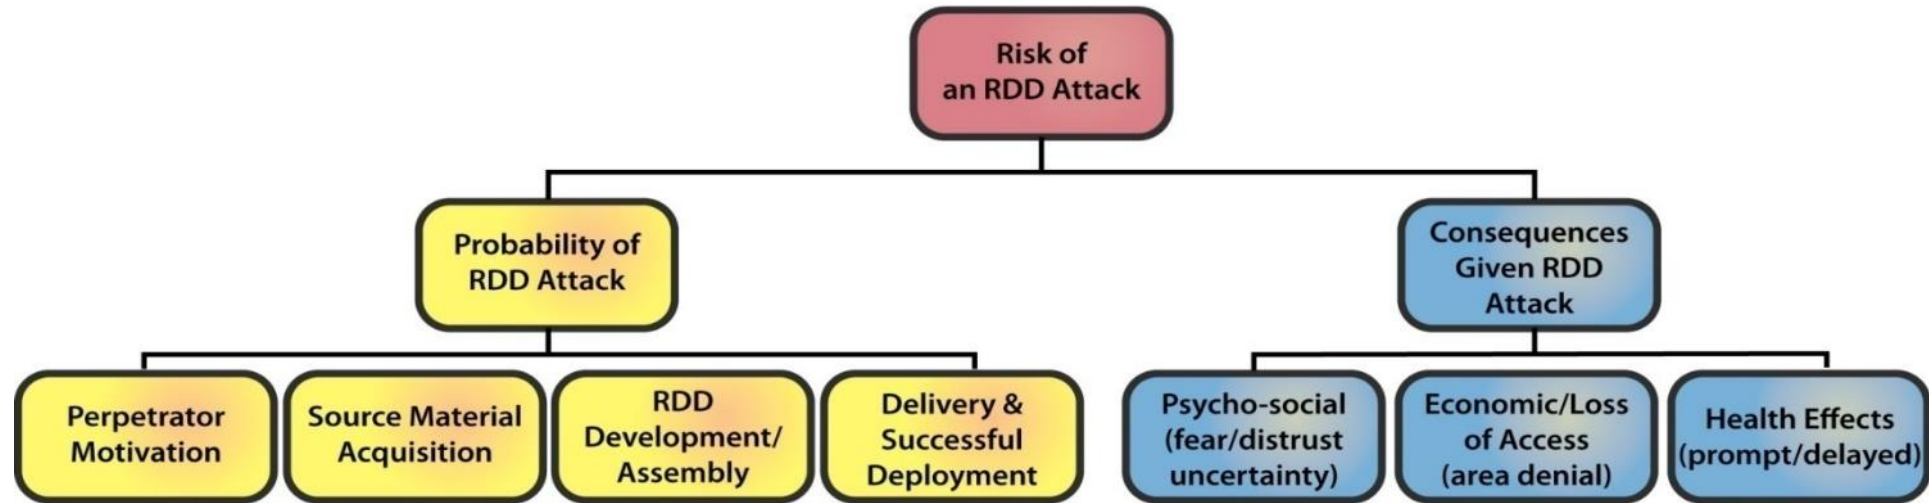 Risk of
an RDD Attack
Probability of
RDD Attack
Consequences
Given RDD
Attack
Perpetrator
Motivation
Source Material
Acquisition
RDD
Development/
Assembly
Delivery &
Successful
Deployment
Psycho-social
(fear/distrust
uncertainty)
Economic/Loss
of Access
(area denial)
Health Effects
(prompt/delayed)